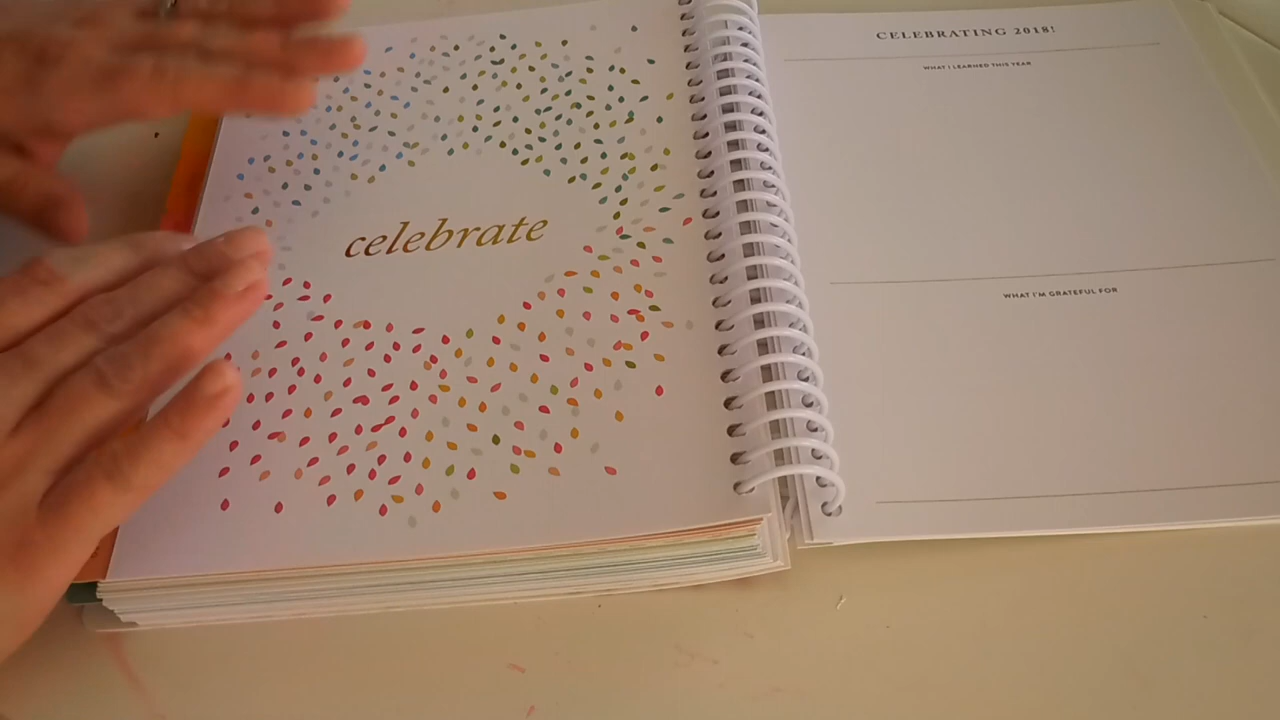 celebrate
CELEBRATING 2018!
WHAT I LEARNED THIS YEAR
WHAT I'M GRATEFUL FOR